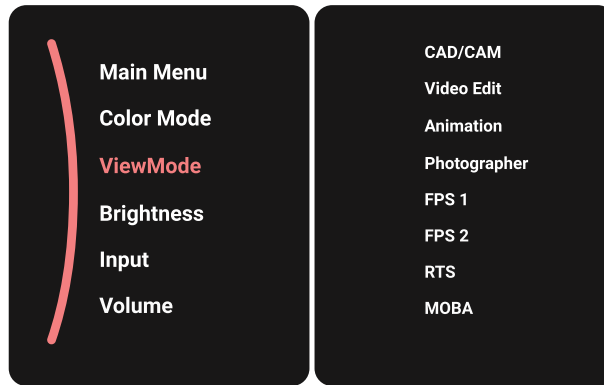 Main Menu
Color Mode
ViewMode
Brightness
Input
Volume
CAD/CAM
Video Edit
Animation
Photographer
FPS 1
FPS 2
RTS
MOBA